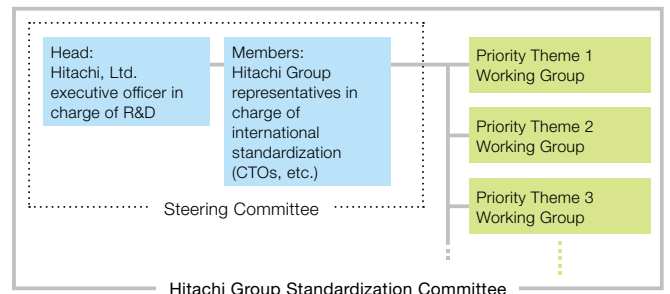 Head:
Hitachi, Ltd.
executive officer in
charge of R&D
Members:
Hitachi Group
representatives in
charge of
international
standardization
(CTOs, etc.)
Steering Committee
Priority Theme 1
Working Group
Priority Theme 2
Working Group
Priority Theme 3
Working Group
Hitachi Group Standardization Committee